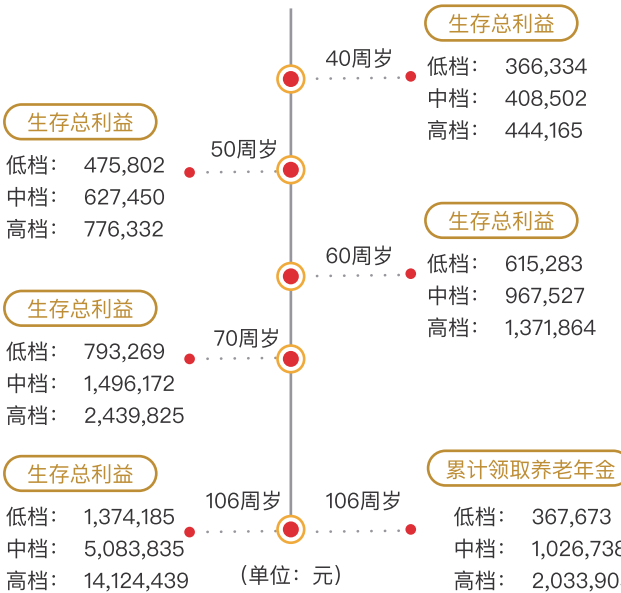 40周岁
生存总利益
低档： 366,334
中档： 408,502
高档： 444,165
50周岁
生存总利益
低档： 475,802
中档： 627,450
高档： 776,332
60周岁
生存总利益
低档： 615,283
中档： 967,527
高档： 1,371,864
70周岁
生存总利益
低档： 793,269
中档： 1,496,172
高档： 2,439,825
106周岁
生存总利益
低档： 1,374,185
中档： 5,083,835
高档： 14,124,439
106周岁
累计领取养老年金
低档： 367,673
中档： 1,026,738
高档：
（单位：元）